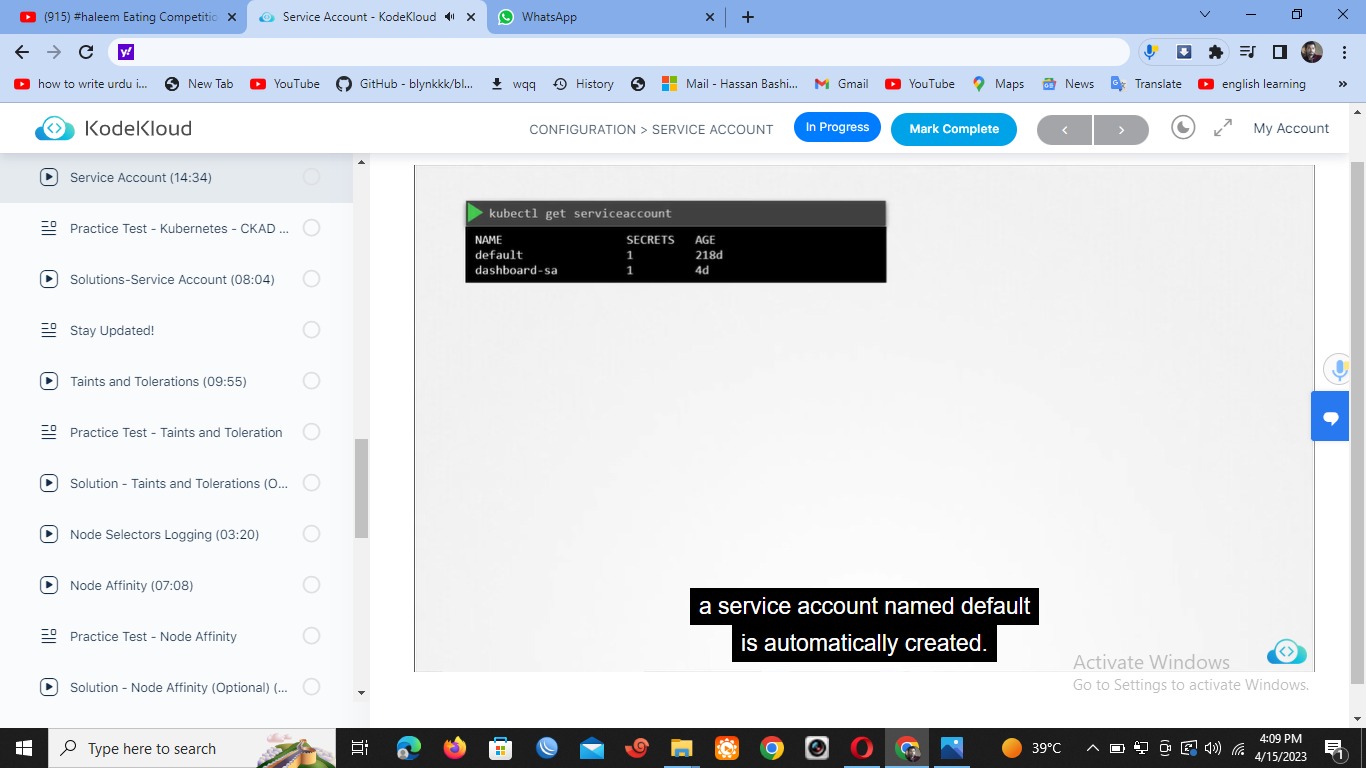 (915) #haleem Eating Competitio
Service Account - KodeKloud
WhatsApp
how to write urdu i...
New Tab
YouTube
GitHub - blynkkk/bl...
wqq
History
Mail - Hassan Bashi...
Gmail
YouTube
Maps
News
Translate
english learning
»
KodeKloud
CONFIGURATION > SERVICE ACCOUNT
In Progress
Mark Complete
My Account
Service Account (14:34)
Practice Test - Kubernetes - CKAD ...
Solutions-Service Account (08:04)
Stay Updated!
Taints and Tolerations (09:55)
Practice Test - Taints and Toleration
Solution - Taints and Tolerations (O...
Node Selectors Logging (03:20)
Node Affinity (07:08)
Practice Test - Node Affinity
Solution - Node Affinity (Optional) (...
kubectl get serviceaccount
NAME SECRETS AGE
default 1 218d
dashboard-sa 1 4d
a service account named default
is automatically created.
Activate Windows
Go to Settings to activate Windows.
Type here to search
39°C
4:09 PM
4/15/2023
1